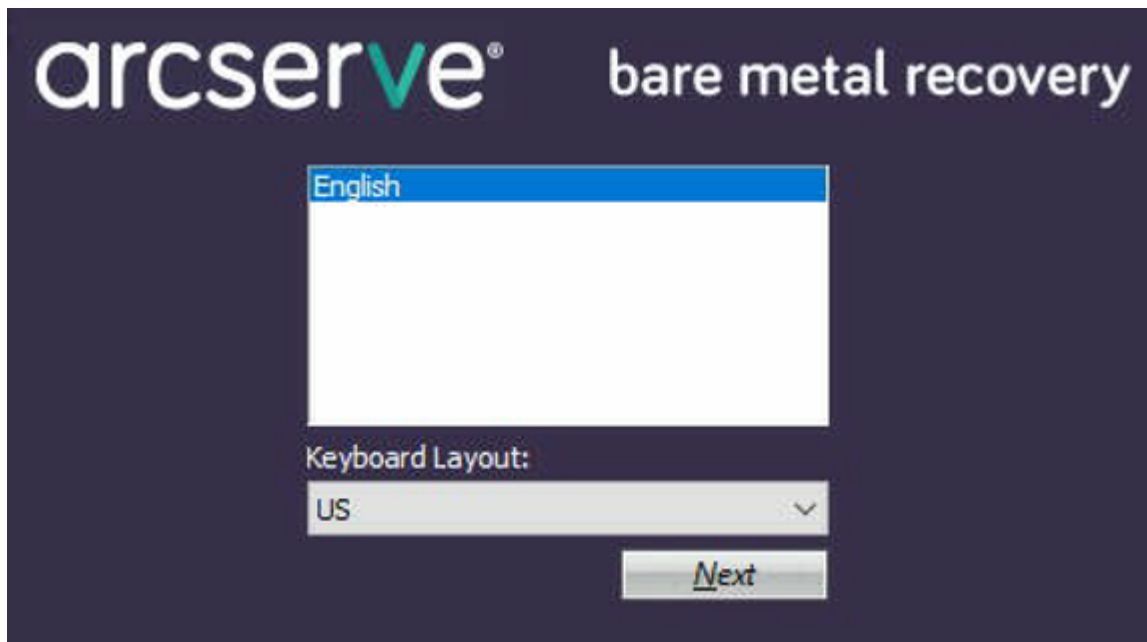 arcserve® bare metal recovery
English
Keyboard Layout:
US
Next